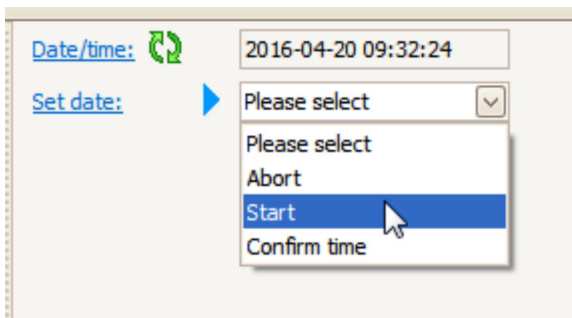 Date/time: 2016-04-20 09:32:24
Set date: Please select
Please select
Abort
Start
Confirm time